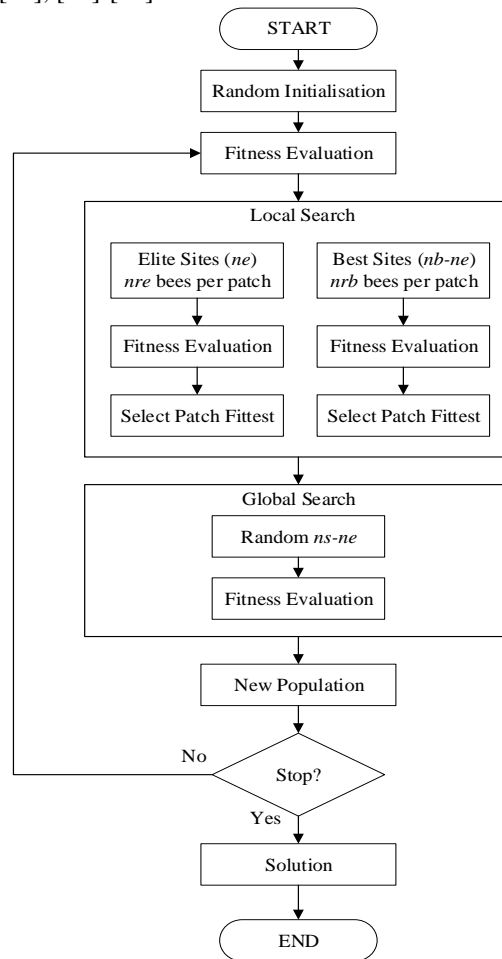 START
Random Initialisation
Fitness Evaluation
Local Search
Elite Sites (ne)
nre bees per patch
Fitness Evaluation
Select Patch Fittest
Best Sites (nb-ne)
nrb bees per patch
Fitness Evaluation
Select Patch Fittest
Global Search
Random ns-ne
Fitness Evaluation
New Population
Stop?
No
Yes
Solution
END